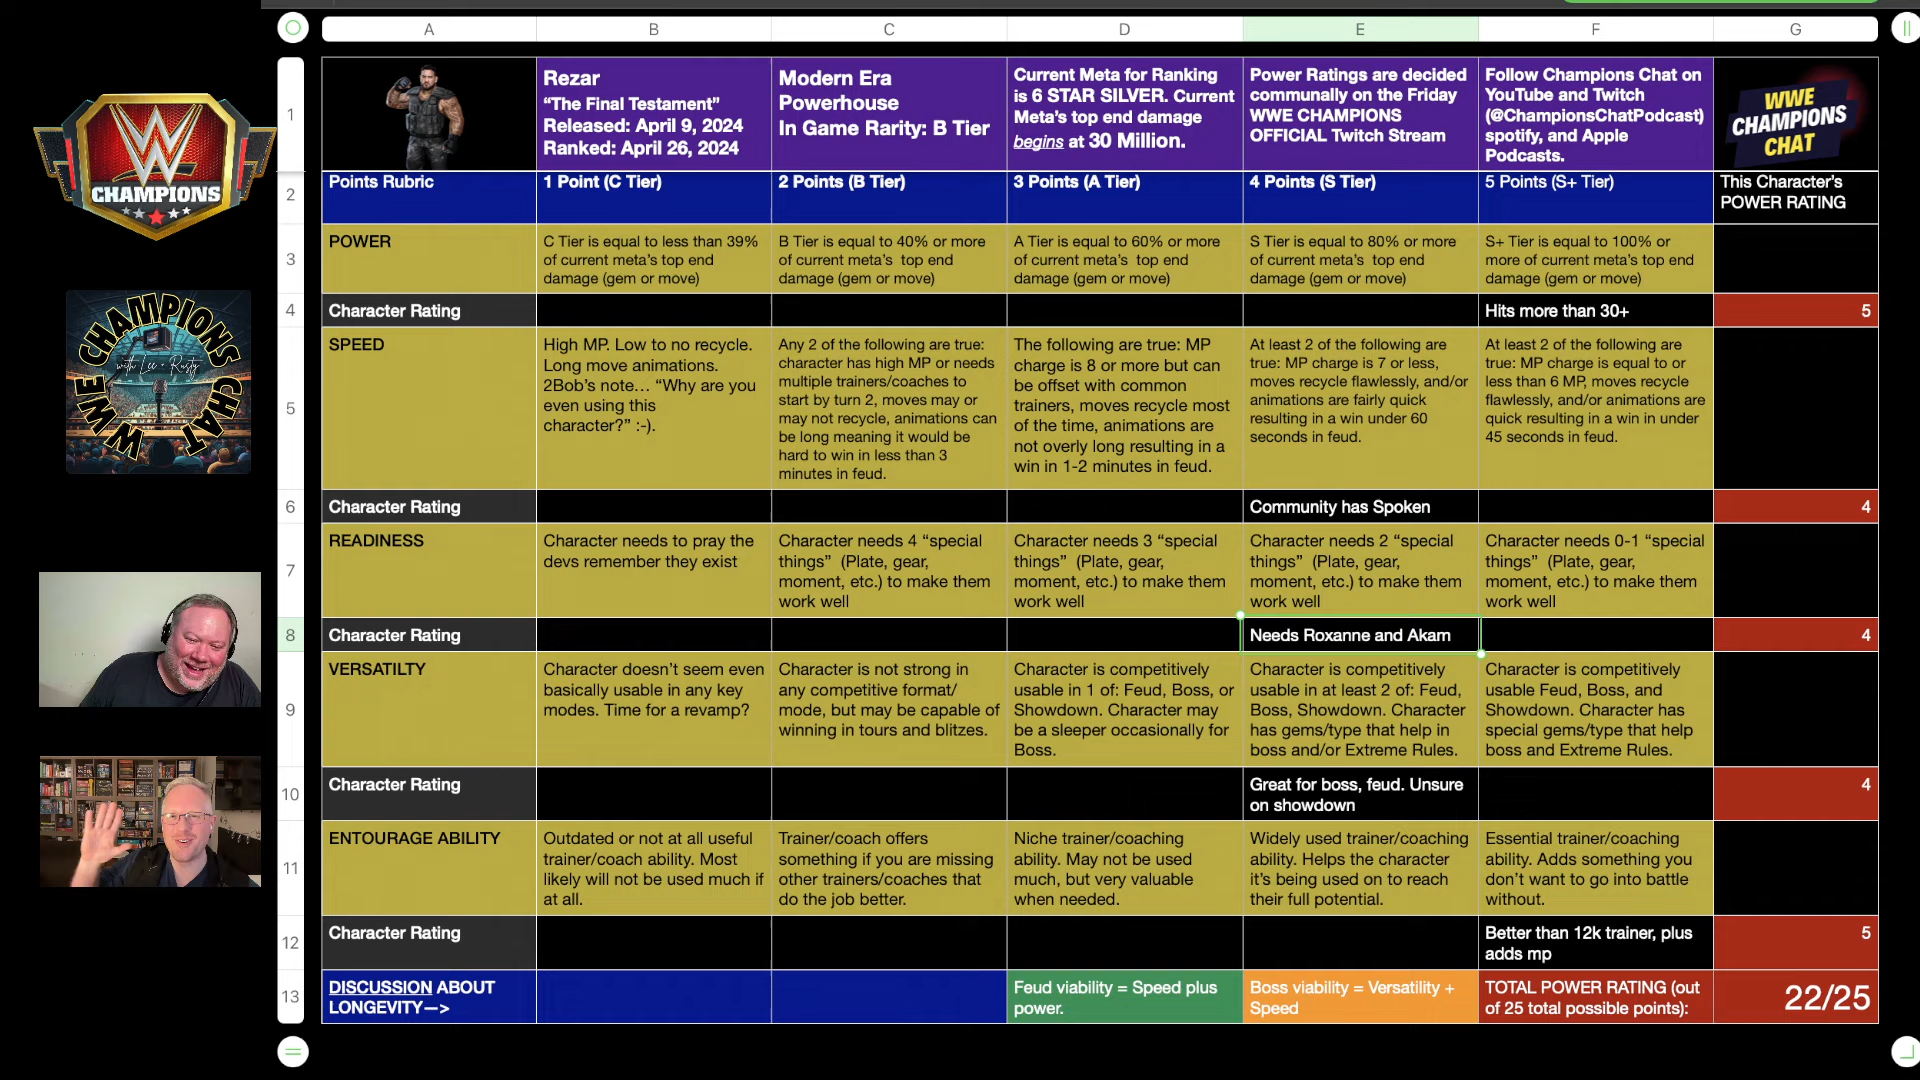 A B C D E F G
1
Rezar
“The Final Testament”
Released: April 9, 2024
Ranked: April 26, 2024
Modern Era
Powerhouse
In Game Rarity: B Tier
Current Meta for Ranking
is 6 STAR SILVER. Current
Meta’s top end damage
begins at 30 Million.
Power Ratings are decided
communally on the Friday
WWE CHAMPIONS
OFFICIAL Twitch Stream
Follow Champions Chat on
YouTube and Twitch
(@ChampionsChatPodcast)
spotify, and Apple
Podcasts.
WWE
CHAMPIONS
CHAT
W
CHAMPIONS
2
Points Rubric
1 Point (C Tier)
2 Points (B Tier)
3 Points (A Tier)
4 Points (S Tier)
5 Points (S+ Tier)
This Character’s
POWER RATING
3
POWER
C Tier is equal to less than 39%
of current meta’s top end
damage (gem or move)
B Tier is equal to 40% or more
of current meta’s top end
damage (gem or move)
A Tier is equal to 60% or more
of current meta’s top end
damage (gem or move)
S Tier is equal to 80% or more
of current meta’s top end
damage (gem or move)
S+ Tier is equal to 100% or
more of current meta’s top end
damage (gem or move)
4
Character Rating
Hits more than 30+
5
WWE CHAMPIONS CHAT
with Lee + Rusty
5
SPEED
High MP. Low to no recycle.
Long move animations.
2Bob’s note… “Why are you
even using this
character?” :-).
Any 2 of the following are true:
character has high MP or needs
multiple trainers/coaches to
start by turn 2, moves may or
may not recycle, animations can
be long meaning it would be
hard to win in less than 3
minutes in feud.
The following are true: MP
charge is 8 or more but can
be offset with common
trainers, moves recycle most
of the time, animations are
not overly long resulting in a
win in 1-2 minutes in feud.
At least 2 of the following are
true: MP charge is 7 or less,
moves recycle flawlessly, and/or
animations are fairly quick
resulting in a win under 60
seconds in feud.
At least 2 of the following are
true: MP charge is equal to or
less than 6 MP, moves recycle
flawlessly, and/or animations are
quick resulting in a win in under
45 seconds in feud.
6
Character Rating
Community has Spoken
4
7
READINESS
Character needs to pray the
devs remember they exist
Character needs 4 “special
things” (Plate, gear,
moment, etc.) to make them
work well
Character needs 3 “special
things” (Plate, gear,
moment, etc.) to make them
work well
Character needs 2 “special
things” (Plate, gear,
moment, etc.) to make them
work well
Character needs 0-1 “special
things” (Plate, gear,
moment, etc.) to make them
work well
8
Character Rating
Needs Roxanne and Akam
4
9
VERSATILTY
Character doesn’t seem even
basically usable in any key
modes. Time for a revamp?
Character is not strong in
any competitive format/
mode, but may be capable of
winning in tours and blitzes.
Character is competitively
usable in 1 of: Feud, Boss, or
Showdown. Character may
be a sleeper occasionally for
Boss.
Character is competitively
usable in at least 2 of: Feud,
Boss, Showdown. Character
has gems/type that help in
boss and/or Extreme Rules.
Character is competitively
usable Feud, Boss, and
Showdown. Character has
special gems/type that help
boss and Extreme Rules.
10
Character Rating
Great for boss, feud. Unsure
on showdown
4
11
ENTOURAGE ABILITY
Outdated or not at all useful
trainer/coach ability. Most
likely will not be used much if
at all.
Trainer/coach offers
something if you are missing
other trainers/coaches that
do the job better.
Niche trainer/coaching
ability. May not be used
much, but very valuable
when needed.
Widely used trainer/coaching
ability. Helps the character
it’s being used on to reach
their full potential.
Essential trainer/coaching
ability. Adds something you
don’t want to go into battle
without.
12
Character Rating
Better than 12k trainer, plus
adds mp
5
13
DISCUSSION ABOUT
LONGEVITY—>
Feud viability = Speed plus
power.
Boss viability = Versatility +
Speed
TOTAL POWER RATING (out
of 25 total possible points):
22/25